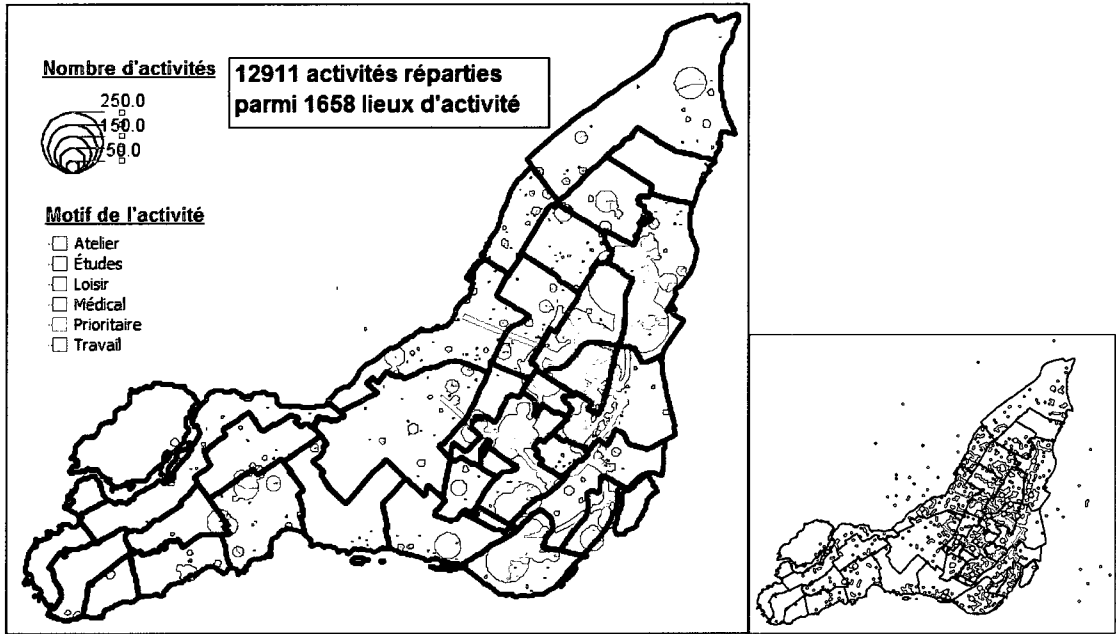 Nombre d'activités
250.0
150.0
50.0
12911 activités réparties
parmi 1658 lieux d'activité
Motif de l'activité
Atelier
Études
Loisir
Médical
Prioritaire
Travail